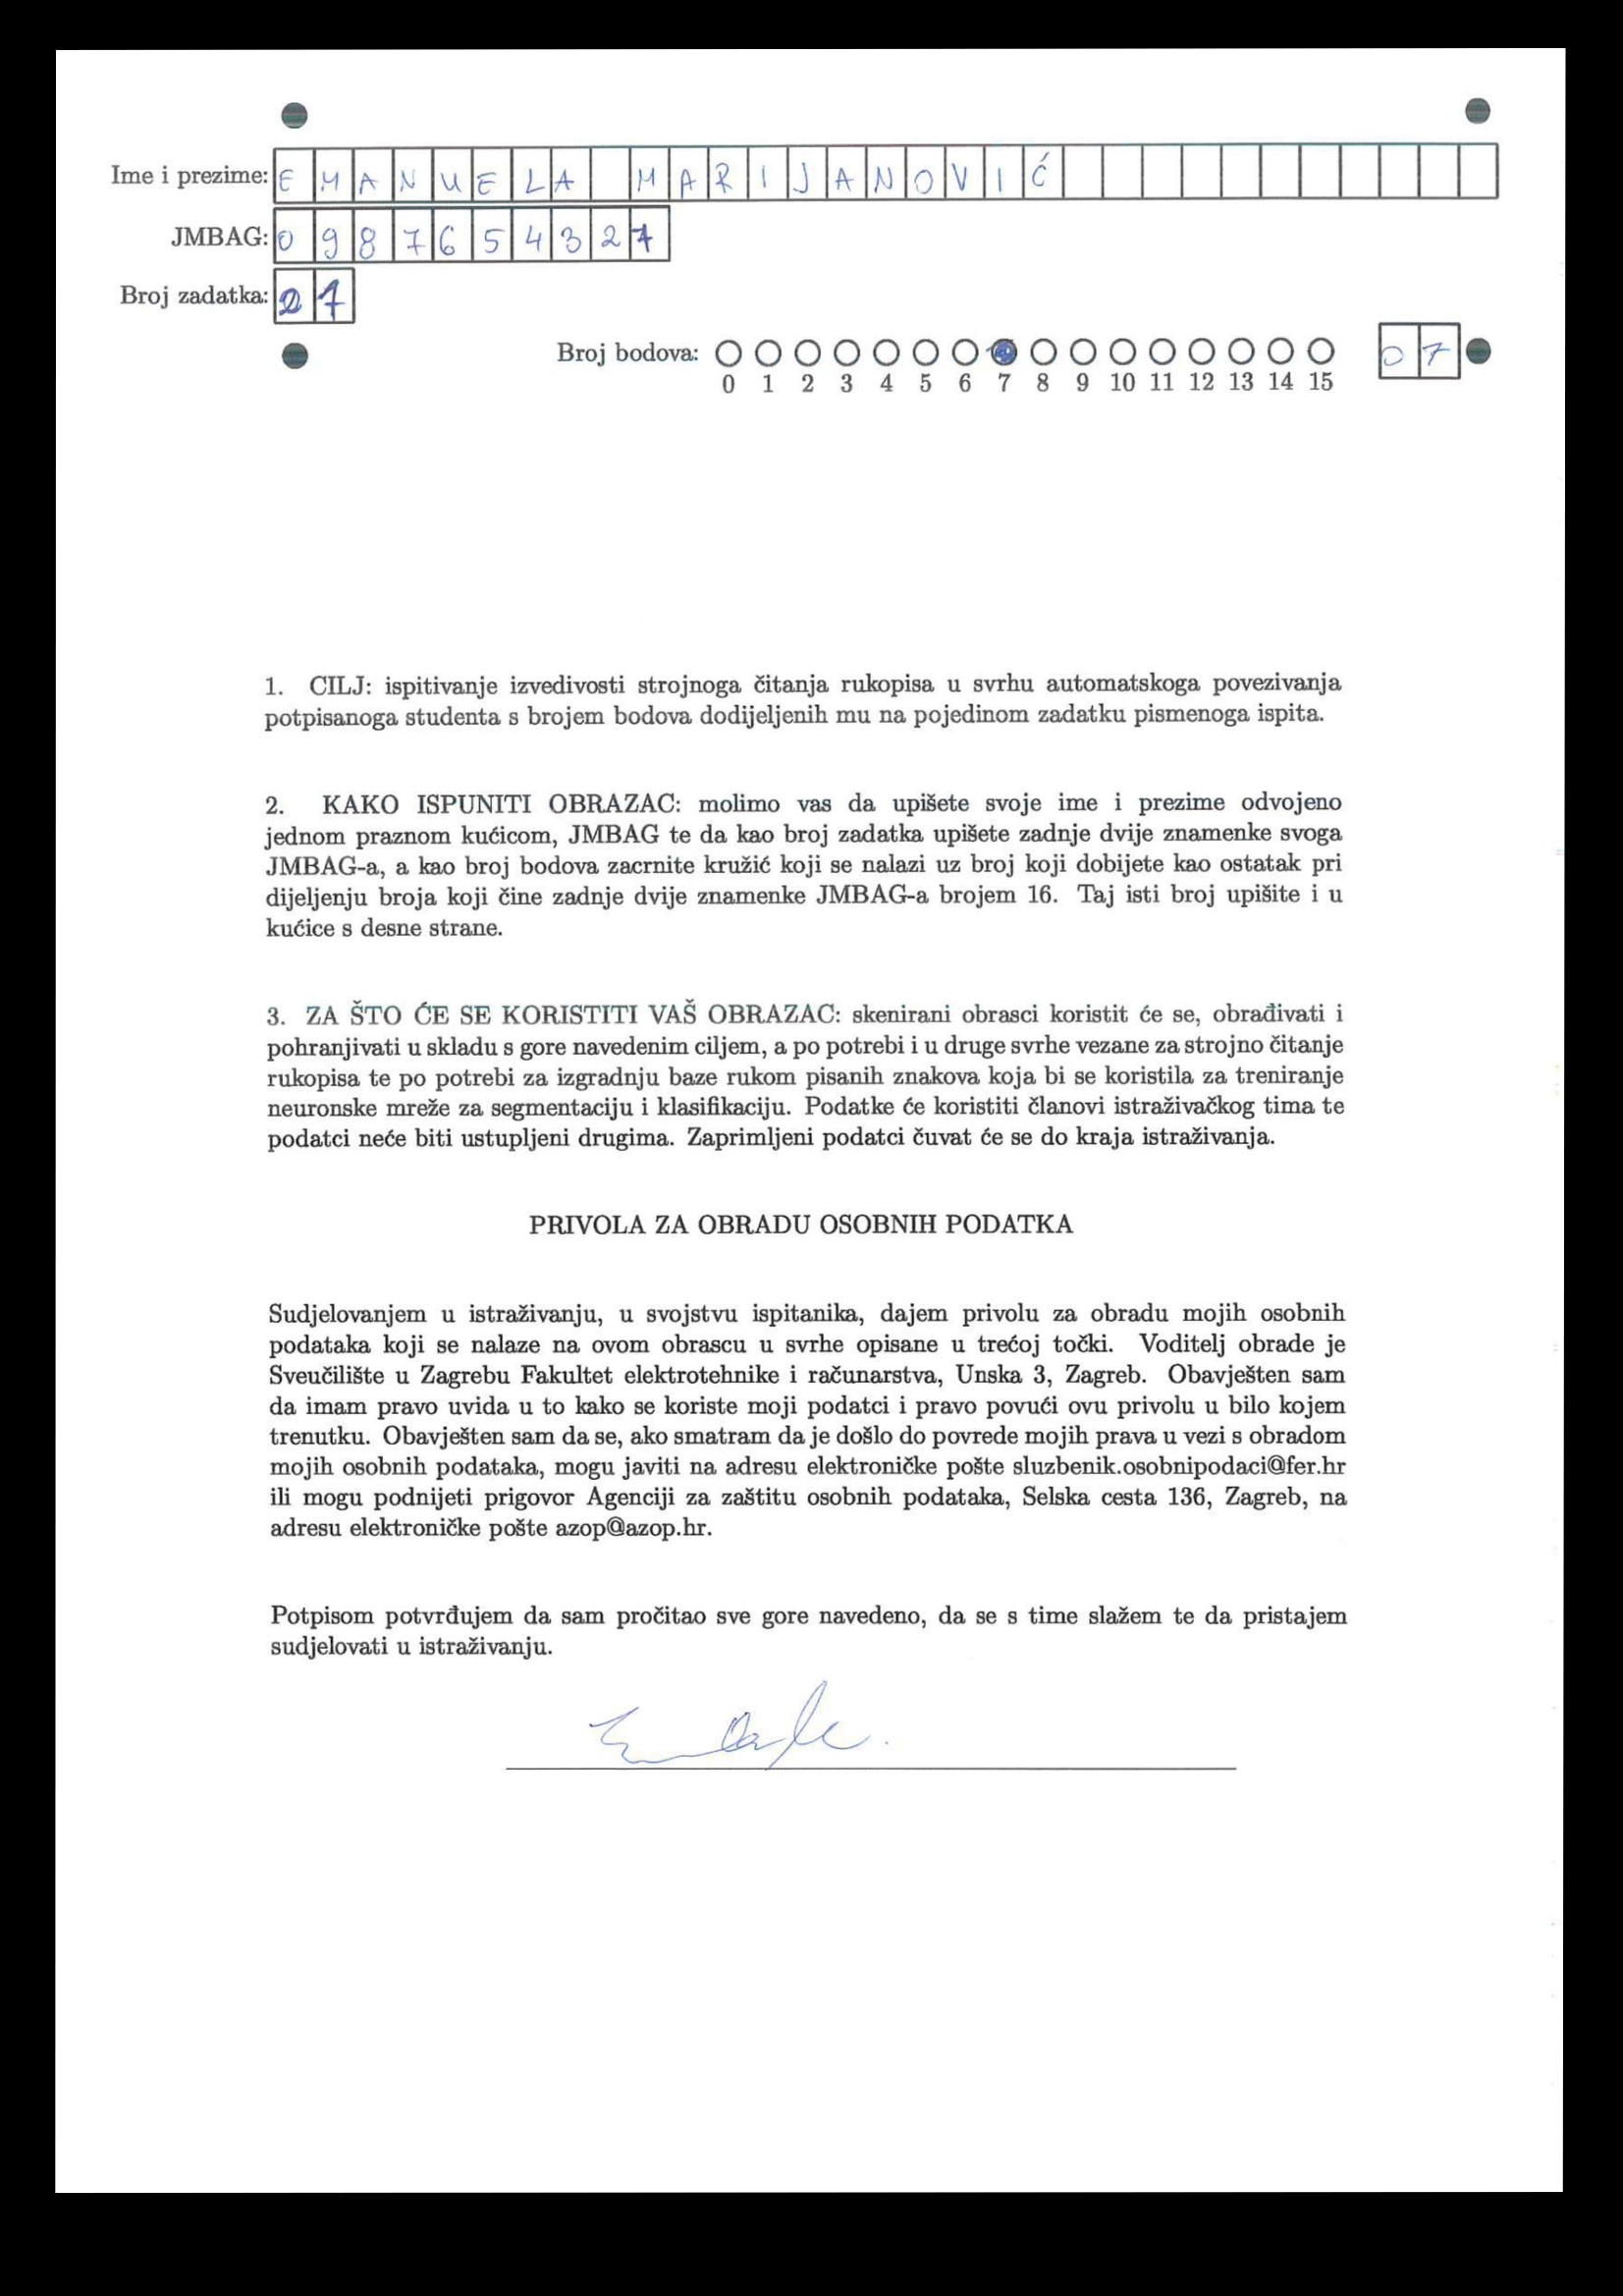 Ime i prezime: EMANUELA MARIJANOVIĆ
JMBAG: 0987654327
Broj zadatka: 27
Broj bodova: 07
0 1 2 3 4 5 6 7 8 9 10 11 12 13 14 15
1. CILJ: ispitivanje izvedivosti strojnoga čitanja rukopisa u svrhu automatskoga povezivanja
potpisanoga studenta s brojem bodova dodijeljenih mu na pojedinom zadatku pismenoga ispita.
2. KAKO ISPUNITI OBRAZAC: molimo vas da upišete svoje ime i prezime odvojeno
jednom praznom kućicom, JMBAG te da kao broj zadatka upišete zadnje dvije znamenke svoga
JMBAG-a, a kao broj bodova zacrnite kružić koji se nalazi uz broj koji dobijete kao ostatak pri
dijeljenju broja koji čine zadnje dvije znamenke JMBAG-a brojem 16. Taj isti broj upišite i u
kućice s desne strane.
3. ZA ŠTO ĆE SE KORISTITI VAŠ OBRAZAC: skenirani obrasci koristit će se, obrađivati i
pohranjivati u skladu s gore navedenim ciljem, a po potrebi i u druge svrhe vezane za strojno čitanje
rukopisa te po potrebi za izgradnju baze rukom pisanih znakova koja bi se koristila za treniranje
neuronske mreže za segmentaciju i klasifikaciju. Podatke će koristiti članovi istraživačkog tima te
podatci neće biti ustupljeni drugima. Zaprimljeni podatci čuvat će se do kraja istraživanja.
PRIVOLA ZA OBRADU OSOBNIH PODATKA
Sudjelovanjem u istraživanju, u svojstvu ispitanika, dajem privolu za obradu mojih osobnih
podataka koji se nalaze na ovom obrascu u svrhe opisane u trećoj točki. Voditelj obrade je
Sveučilište u Zagrebu Fakultet elektrotehnike i računarstva, Unska 3, Zagreb. Obavješten sam
da imam pravo uvida u to kako se koriste moji podatci i pravo povući ovu privolu u bilo kojem
trenutku. Obavješten sam da se, ako smatram da je došlo do povrede mojih prava u vezi s obradom
mojih osobnih podataka, mogu javiti na adresu elektroničke pošte sluzbenik.osobnipodaci@fer.hr
ili mogu podnijeti prigovor Agenciji za zaštitu osobnih podataka, Selska cesta 136, Zagreb, na
adresu elektroničke pošte azop@azop.hr.
Potpisom potvrđujem da sam pročitao sve gore navedeno, da se s time slažem te da pristajem
sudjelovati u istraživanju.